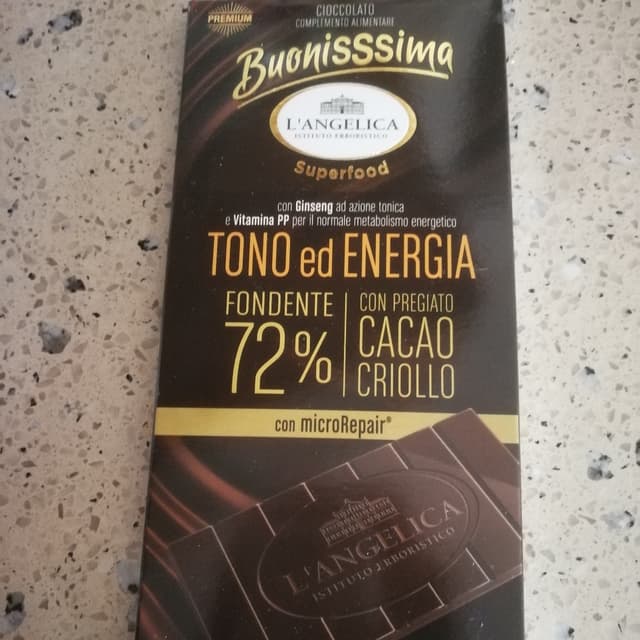 PREMIUM
CIOCCOLATO
COMPLEMENTO ALIMENTARE
BuonisSSsima
L'ANGELICA
ISTITUTO ERBORISTICO
Superfood
con Ginseng ad azione tonica
e Vitamina PP per il normale metabolismo energetico
TONO ed ENERGIA
FONDENTE
72%
CON PREGIATO
CACAO
CRIOLLO
con microRepair®
L'ANGELICA
ISTITUTO ERBORISTICO